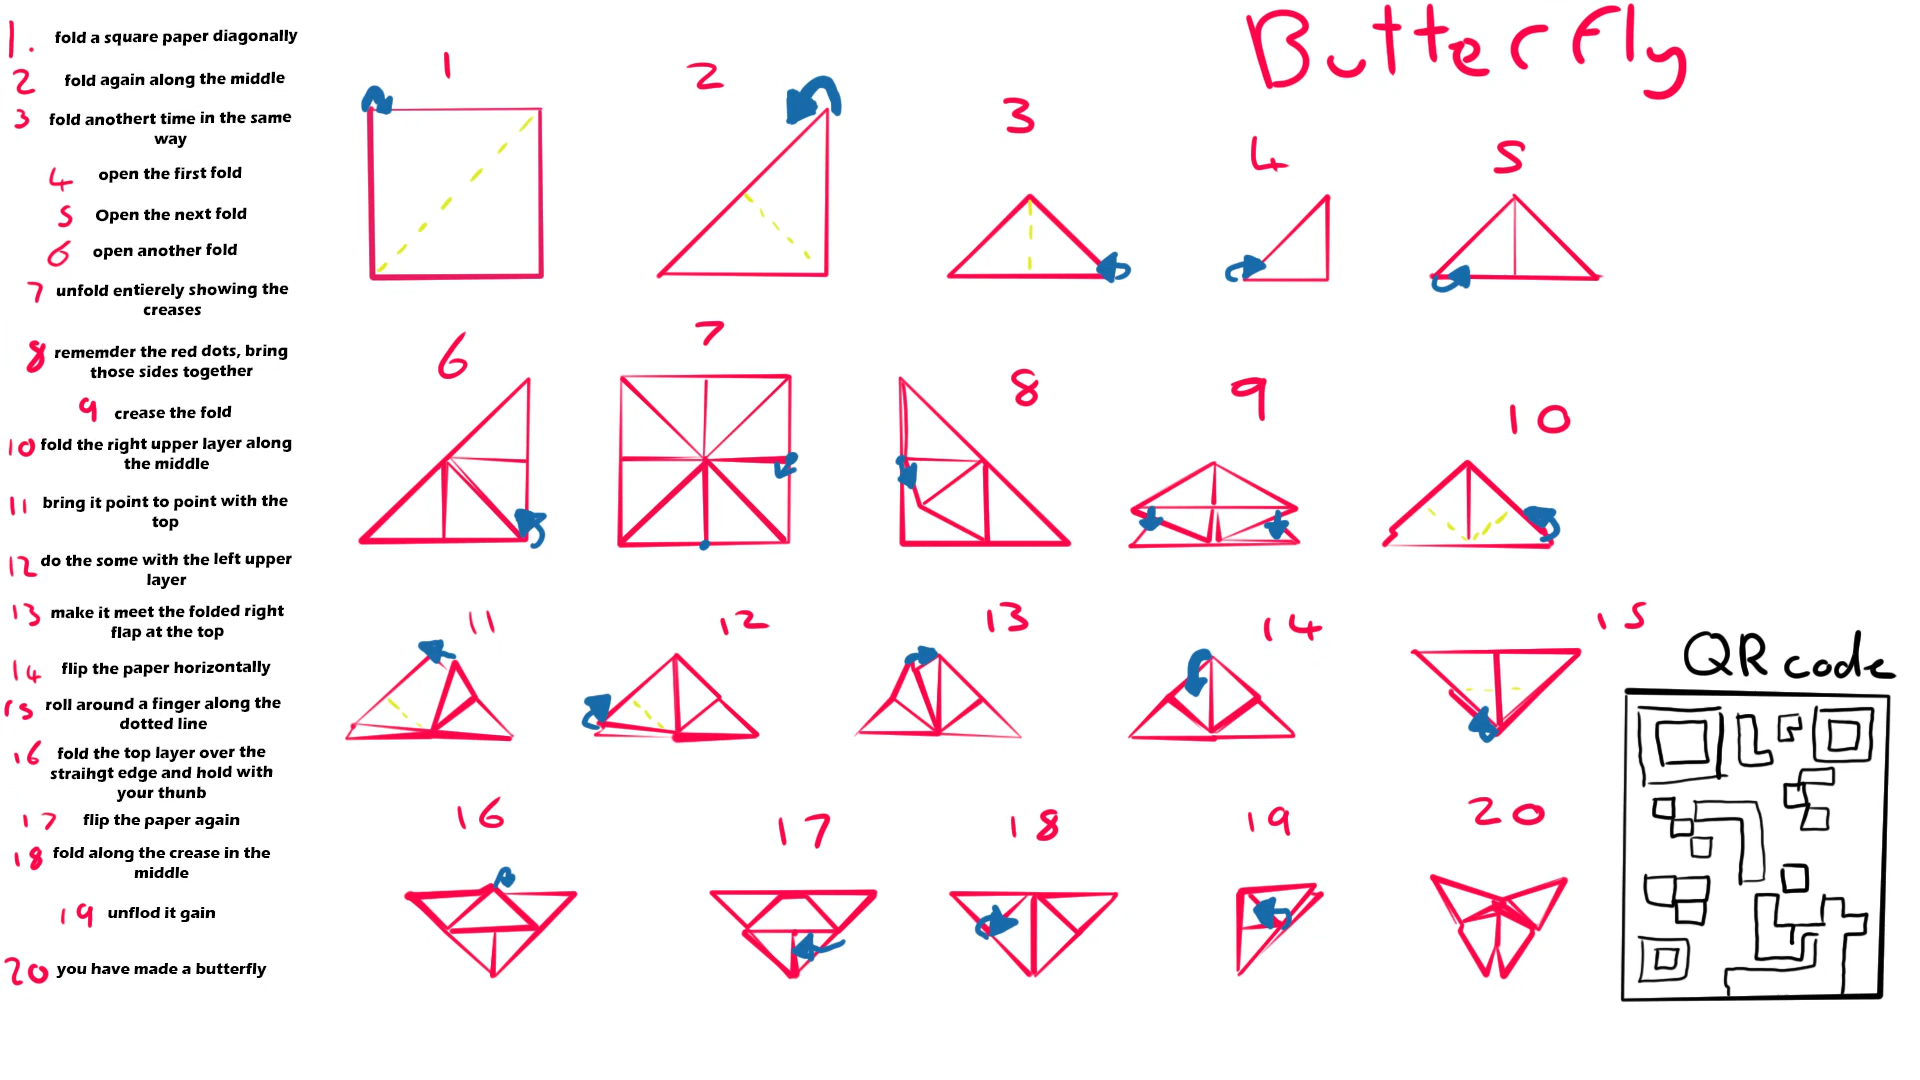 Butterfly
1. fold a square paper diagonally
2 fold again along the middle
3 fold anothert time in the same
way
4 open the first fold
5 Open the next fold
6 open another fold
7 unfold entierely showing the
creases
8 rememder the red dots, bring
those sides together
9 crease the fold
10 fold the right upper layer along
the middle
11 bring it point to point with the
top
12 do the some with the left upper
layer
13 make it meet the folded right
flap at the top
14 flip the paper horizontally
15 roll around a finger along the
dotted line
16 fold the top layer over the
straihgt edge and hold with
your thunb
17 flip the paper again
18 fold along the crease in the
middle
19 unflod it gain
20 you have made a butterfly
1 2 3 4 5
6 7 8 9 10
11 12 13 14 15
16 17 18 19 20
QR code